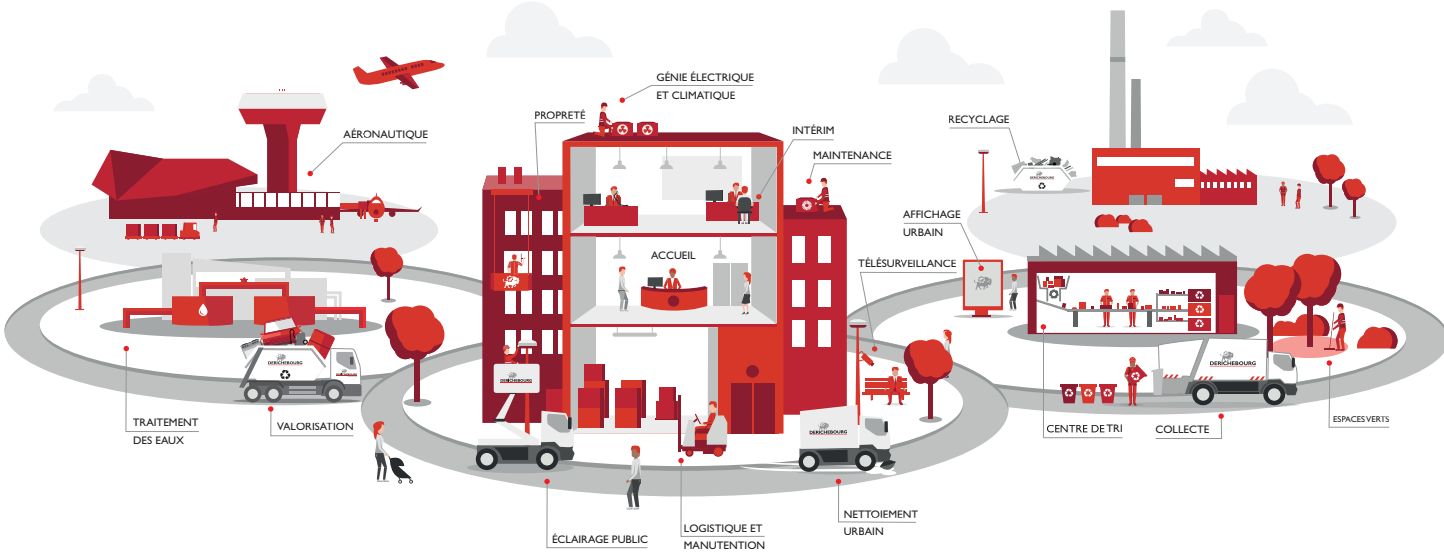 GÉNIE ÉLECTRIQUE
ET CLIMATIQUE
PROPRETÉ
INTÉRIM
AÉRONAUTIQUE
MAINTENANCE
RECYCLAGE
DERICHEBOURG
AFFICHAGE
URBAIN
ACCUEIL
TÉLÉSURVEILLANCE
DERICHEBOURG
DERICHEBOURG
DERICHEBOURG
DERICHEBOURG
TRAITEMENT
DES EAUX
VALORISATION
CENTRE DE TRI
COLLECTE
ESPACES VERTS
ÉCLAIRAGE PUBLIC
LOGISTIQUE ET
MANUTENTION
NETTOIEMENT
URBAIN